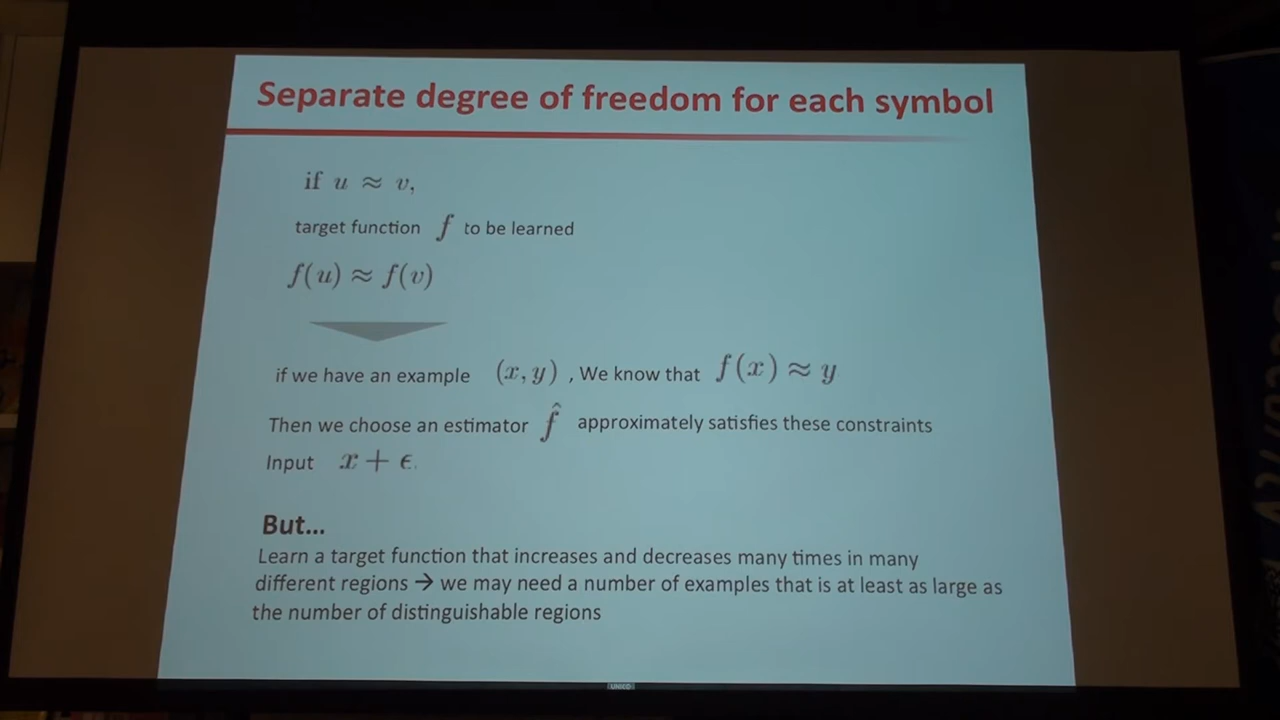 Separate degree of freedom for each symbol
if u ≈ v,
target function f to be learned
f(u) ≈ f(v)
if we have an example (x, y) , We know that f(x) ≈ y
Then we choose an estimator f̂ approximately satisfies these constraints
Input x + ϵ.
But...
Learn a target function that increases and decreases many times in many
different regions → we may need a number of examples that is at least as large as
the number of distinguishable regions